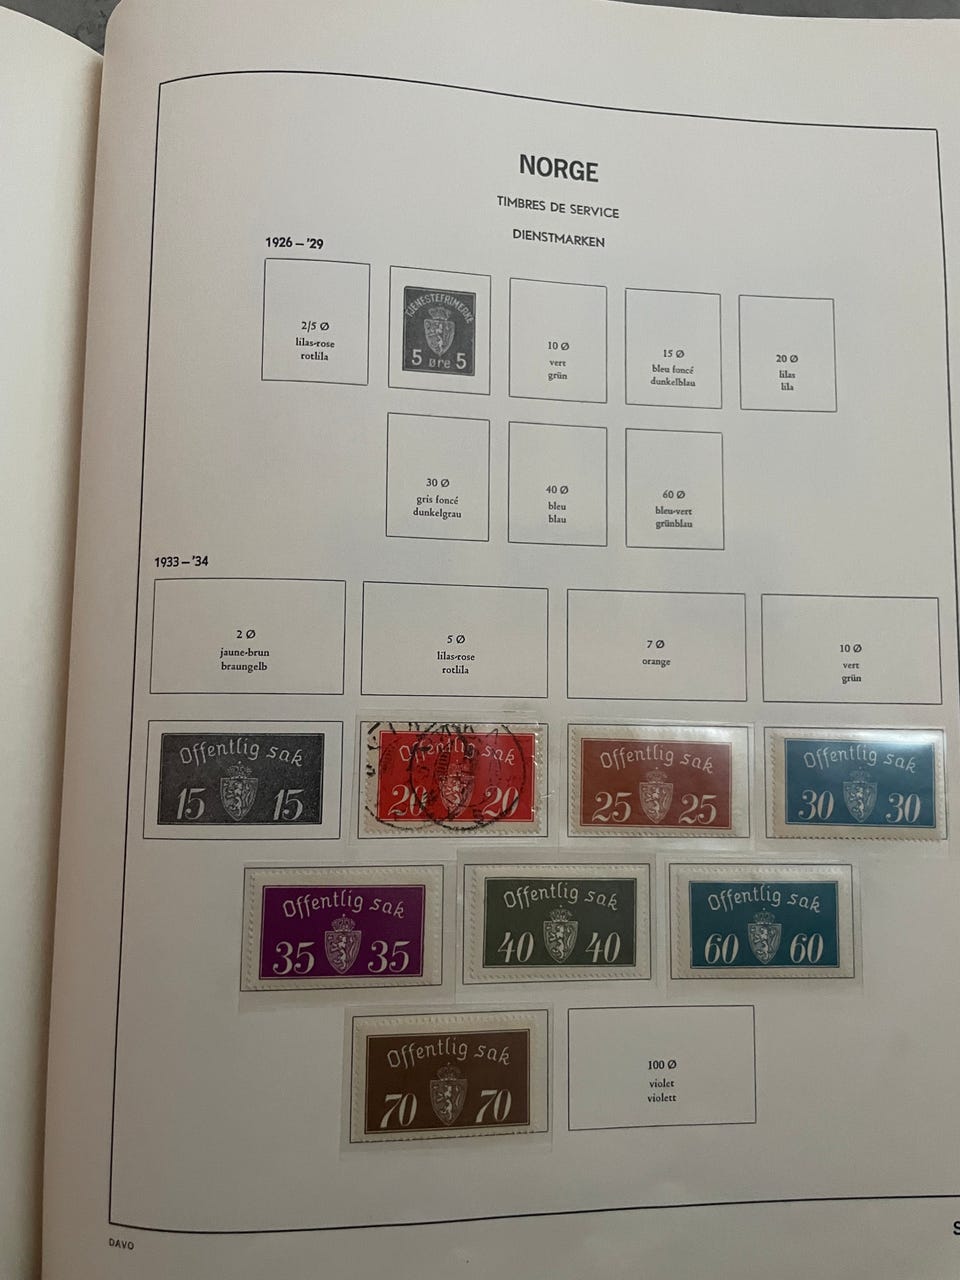 NORGE
TIMBRES DE SERVICE
DIENSTMARKEN
1926 – '29
2/5 Ø
lilas-rose
rotlila
TJENESTEFRIMERKE
5 øre 5
10 Ø
vert
grün
15 Ø
bleu foncé
dunkelblau
20 Ø
lilas
lila
30 Ø
gris foncé
dunkelgrau
40 Ø
bleu
blau
60 Ø
bleu-vert
grünblau
1933 – '34
2 Ø
jaune-brun
braungelb
5 Ø
lilas-rose
rotlila
7 Ø
orange
10 Ø
vert
grün
Offentlig sak
15 15
Offentlig sak
20 20
Offentlig sak
25 25
Offentlig sak
30 30
Offentlig sak
35 35
Offentlig sak
40 40
Offentlig sak
60 60
Offentlig sak
70 70
100 Ø
violet
violett
DAVO
S